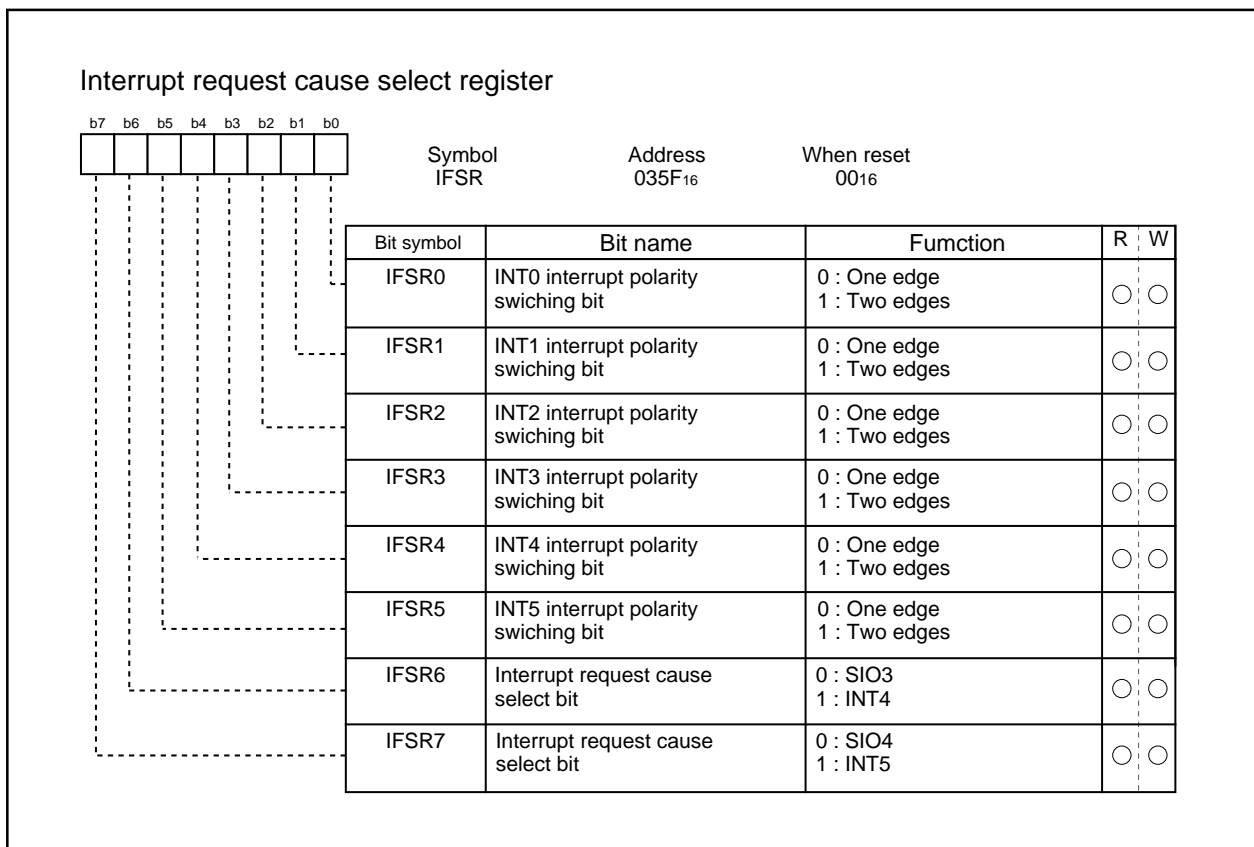 Interrupt request cause select register
b7 b6 b5 b4 b3 b2 b1 b0
Symbol Address When reset
IFSR 035F16 0016
Bit symbol Bit name Fumction R W
IFSR0 INT0 interrupt polarity 0 : One edge
swiching bit 1 : Two edges
IFSR1 INT1 interrupt polarity 0 : One edge
swiching bit 1 : Two edges
IFSR2 INT2 interrupt polarity 0 : One edge
swiching bit 1 : Two edges
IFSR3 INT3 interrupt polarity 0 : One edge
swiching bit 1 : Two edges
IFSR4 INT4 interrupt polarity 0 : One edge
swiching bit 1 : Two edges
IFSR5 INT5 interrupt polarity 0 : One edge
swiching bit 1 : Two edges
IFSR6 Interrupt request cause 0 : SIO3
select bit 1 : INT4
IFSR7 Interrupt request cause 0 : SIO4
select bit 1 : INT5